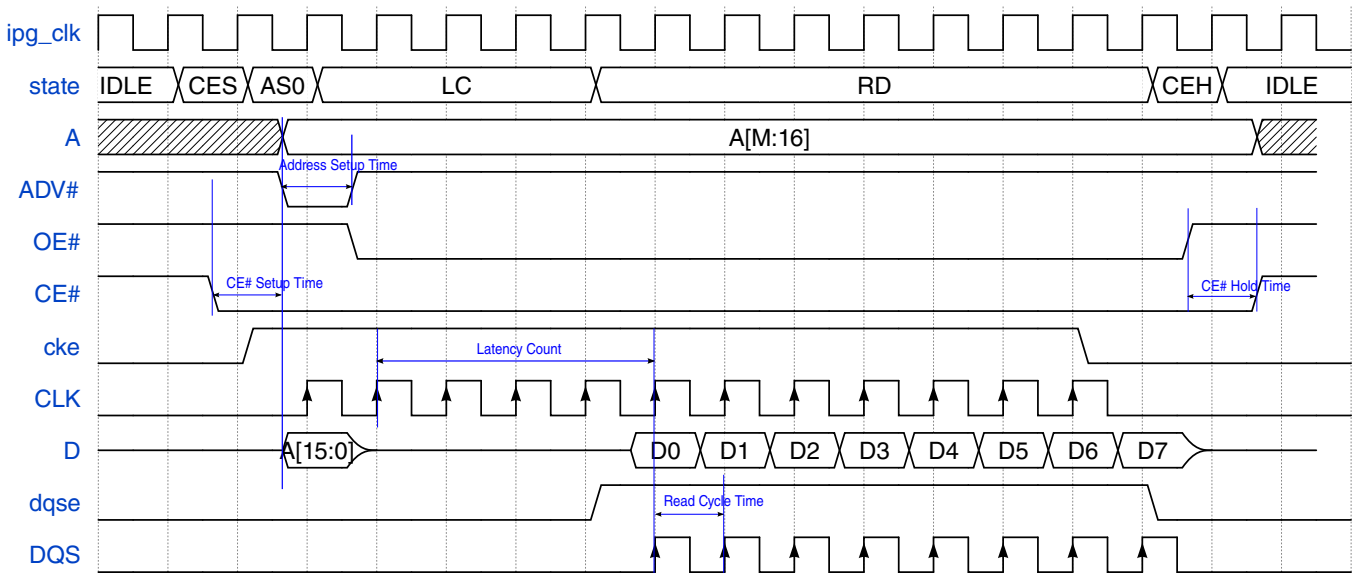 ipg_clk
state IDLE CES AS0 LC RD CEH IDLE
A A[M:16]
Address Setup Time
ADV#
OE#
CE# CE# Setup Time CE# Hold Time
cke Latency Count
CLK
D A[15:0] D0 D1 D2 D3 D4 D5 D6 D7
dqse Read Cycle Time
DQS